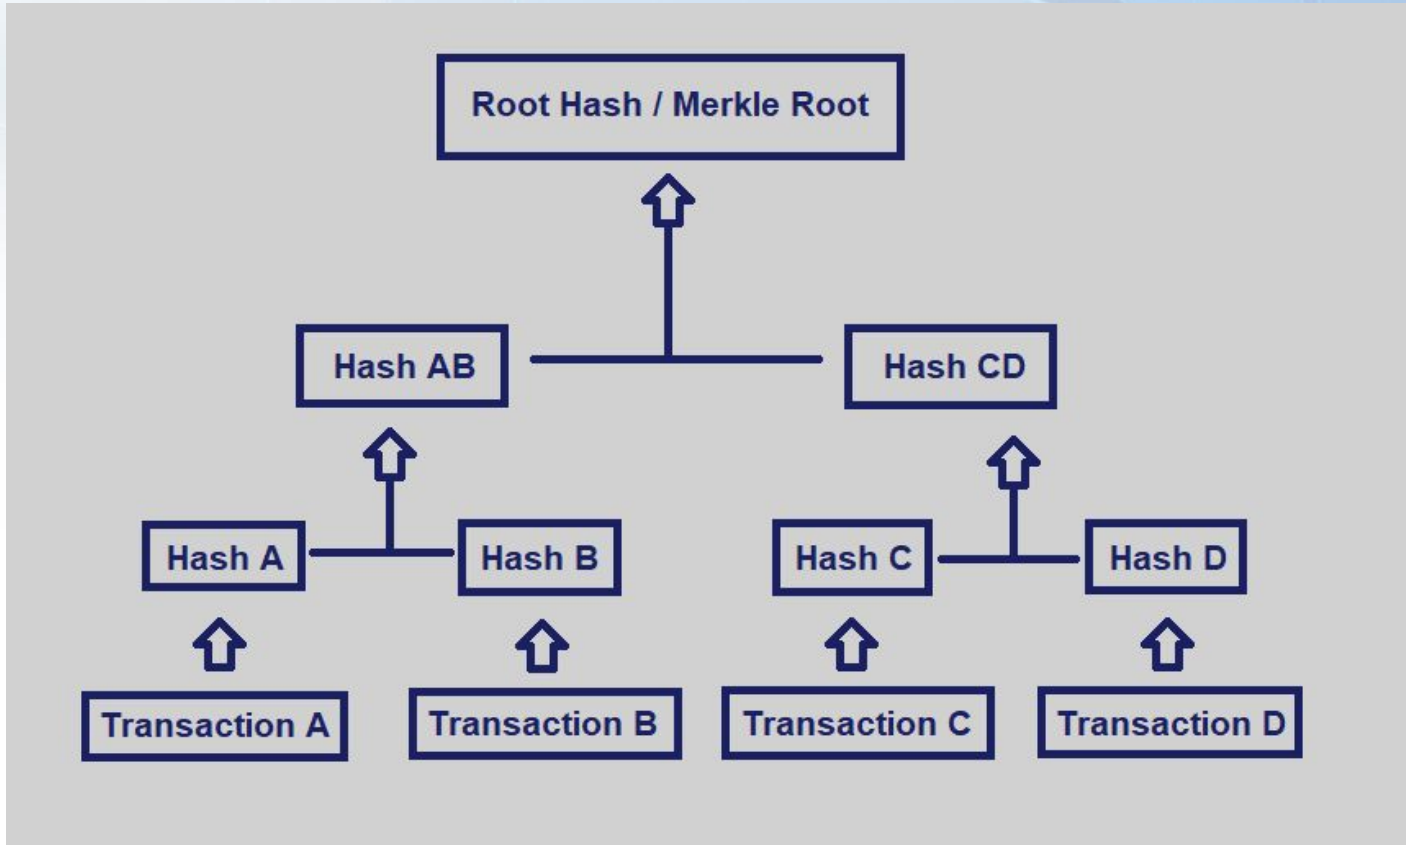 Root Hash / Merkle Root
Hash AB
Hash CD
Hash A
Hash B
Hash C
Hash D
Transaction A
Transaction B
Transaction C
Transaction D